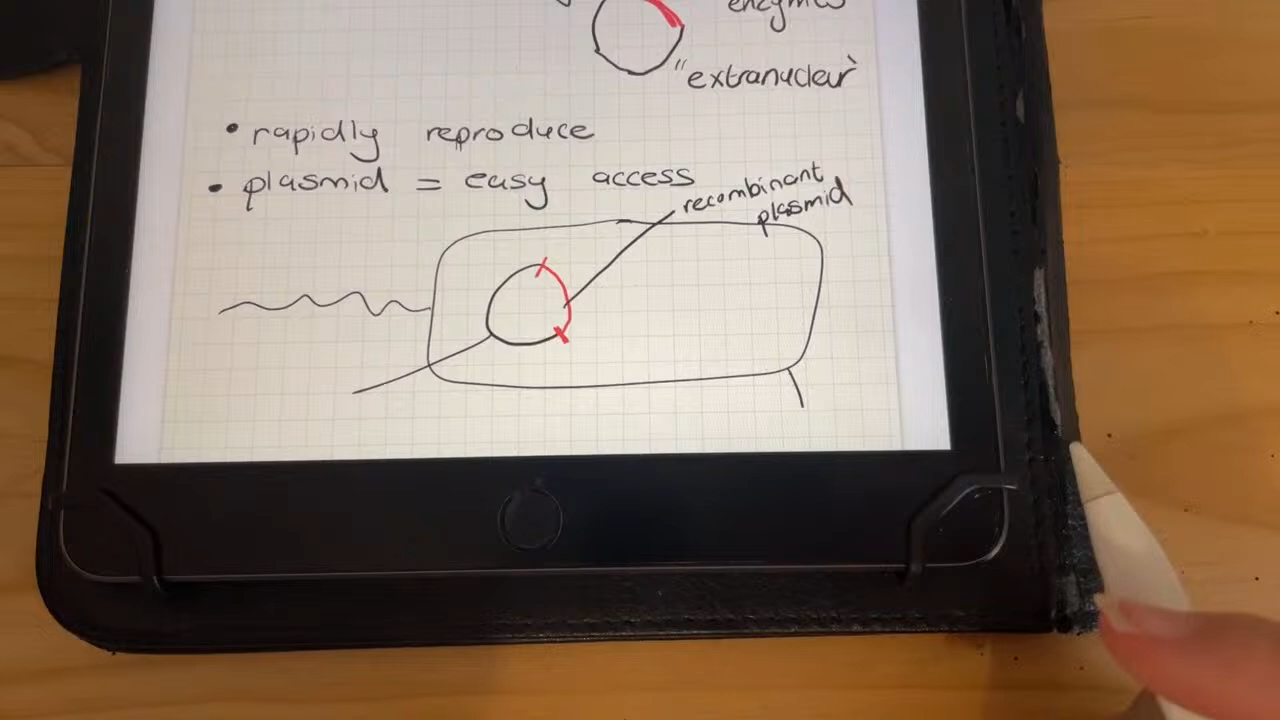 enzymes
"extranuclear"
• rapidly reproduce
• plasmid = easy access
recombinant
plasmid